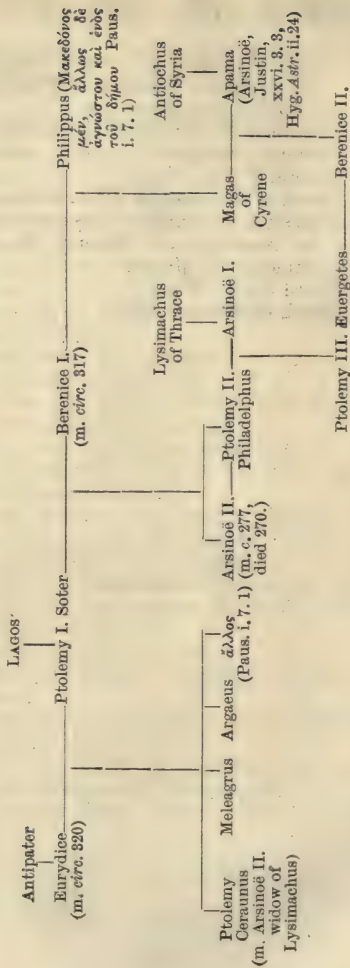 LAGOS
Antipater
Eurydice
(m. circ. 320)
Ptolemy I. Soter
Berenice I.
(m. circ. 317)
Philippus (Μακεδόνος
μέν, ἄλλως δὲ
ἀγνώστου καὶ ἑνὸς
τοῦ δήμου Paus.
i. 7. 1)
Ptolemy
Ceraunus
(m. Arsinoë II.
widow of
Lysimachus)
Meleagrus
Argaeus
ἄλλος
(Paus. i. 7. 1)
Arsinoë II.
(m. c. 277,
died 270.)
Ptolemy II.
Philadelphus
Lysimachus
of Thrace
Arsinoë I.
Magas
of
Cyrene
Antiochus
of Syria
Apama
(Arsinoë,
Justin,
xxvi. 3. 3,
Hyg. Astr. ii. 24)
Ptolemy III. Euergetes
Berenice II.